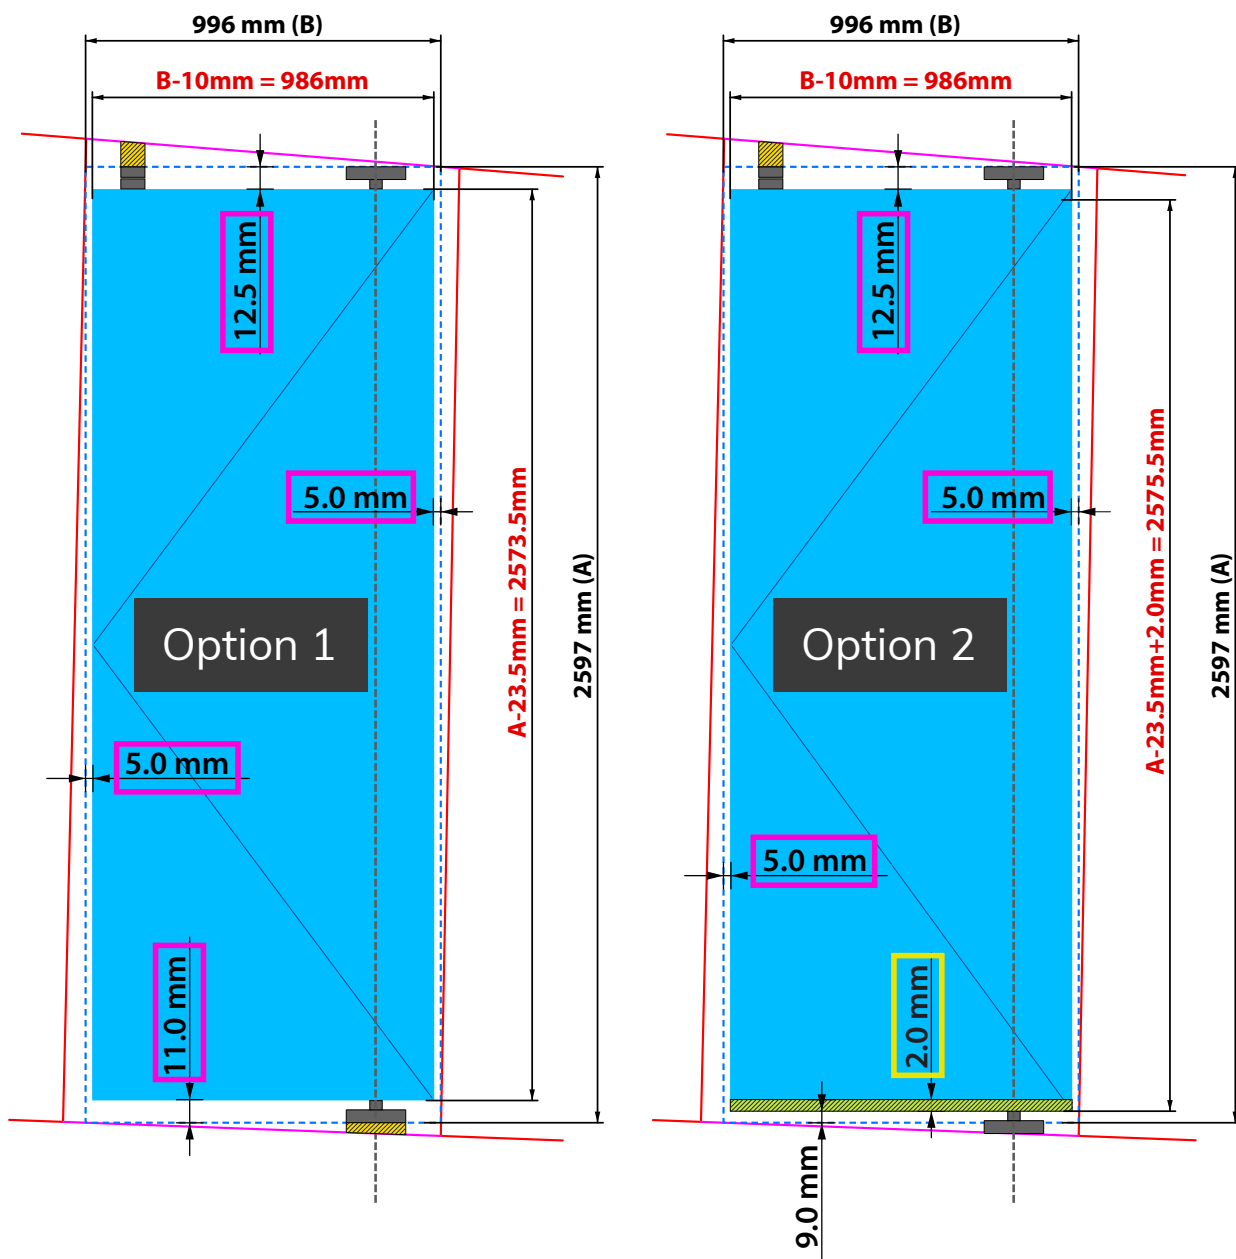 996 mm (B)
B-10mm = 986mm
12.5 mm
5.0 mm
A-23.5mm = 2573.5mm
2597 mm (A)
Option 1
5.0 mm
11.0 mm
996 mm (B)
B-10mm = 986mm
12.5 mm
5.0 mm
A-23.5mm+2.0mm = 2575.5mm
2597 mm (A)
Option 2
5.0 mm
2.0 mm
9.0 mm